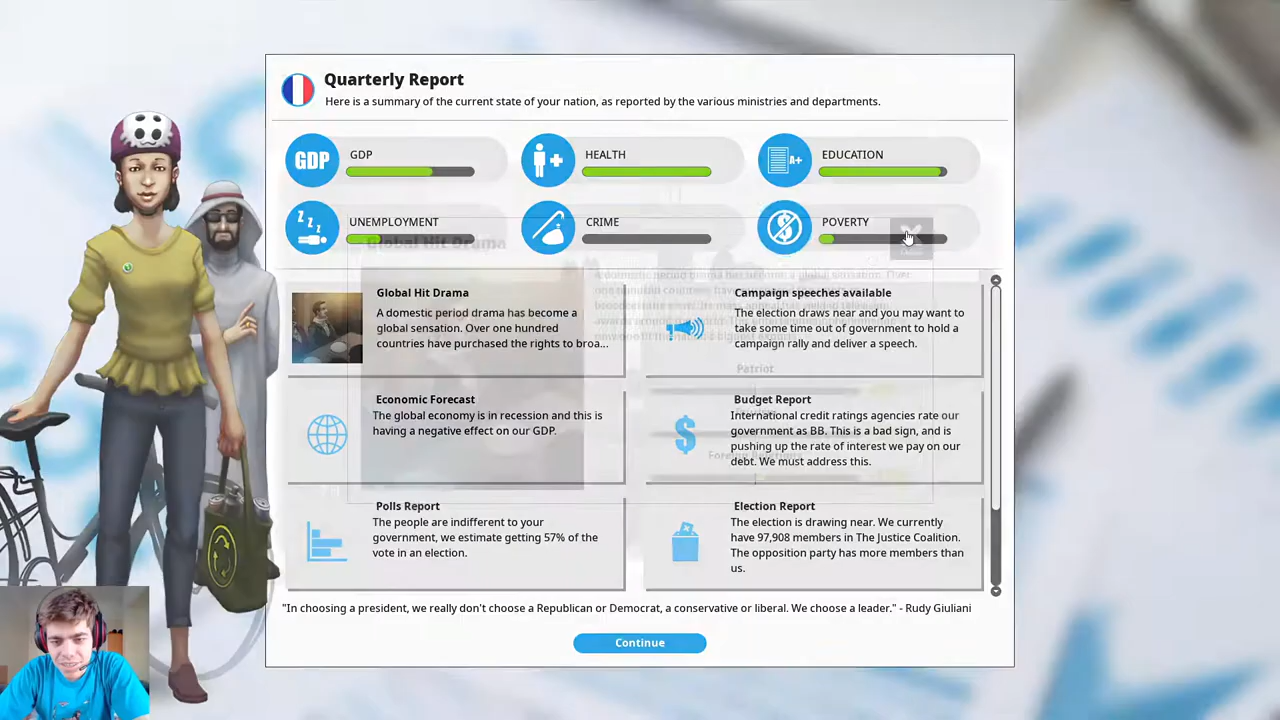 Quarterly Report
Here is a summary of the current state of your nation, as reported by the various ministries and departments.
GDP
GDP
HEALTH
A+
EDUCATION
Z Z Z
UNEMPLOYMENT
CRIME
$
POVERTY
Global Hit Drama
Global Hit Drama
A domestic period drama has become a
global sensation. Over one hundred
countries have purchased the rights to broa...
Campaign speeches available
The election draws near and you may want to
take some time out of government to hold a
campaign rally and deliver a speech.
Patriot
Economic Forecast
The global economy is in recession and this is
having a negative effect on our GDP.
Budget Report
$
International credit ratings agencies rate our
government as BB. This is a bad sign, and is
pushing up the rate of interest we pay on our
debt. We must address this.
Polls Report
The people are indifferent to your
government, we estimate getting 57% of the
vote in an election.
Election Report
The election is drawing near. We currently
have 97,908 members in The Justice Coalition.
The opposition party has more members than
us.
"In choosing a president, we really don't choose a Republican or Democrat, a conservative or liberal. We choose a leader." - Rudy Giuliani
Continue